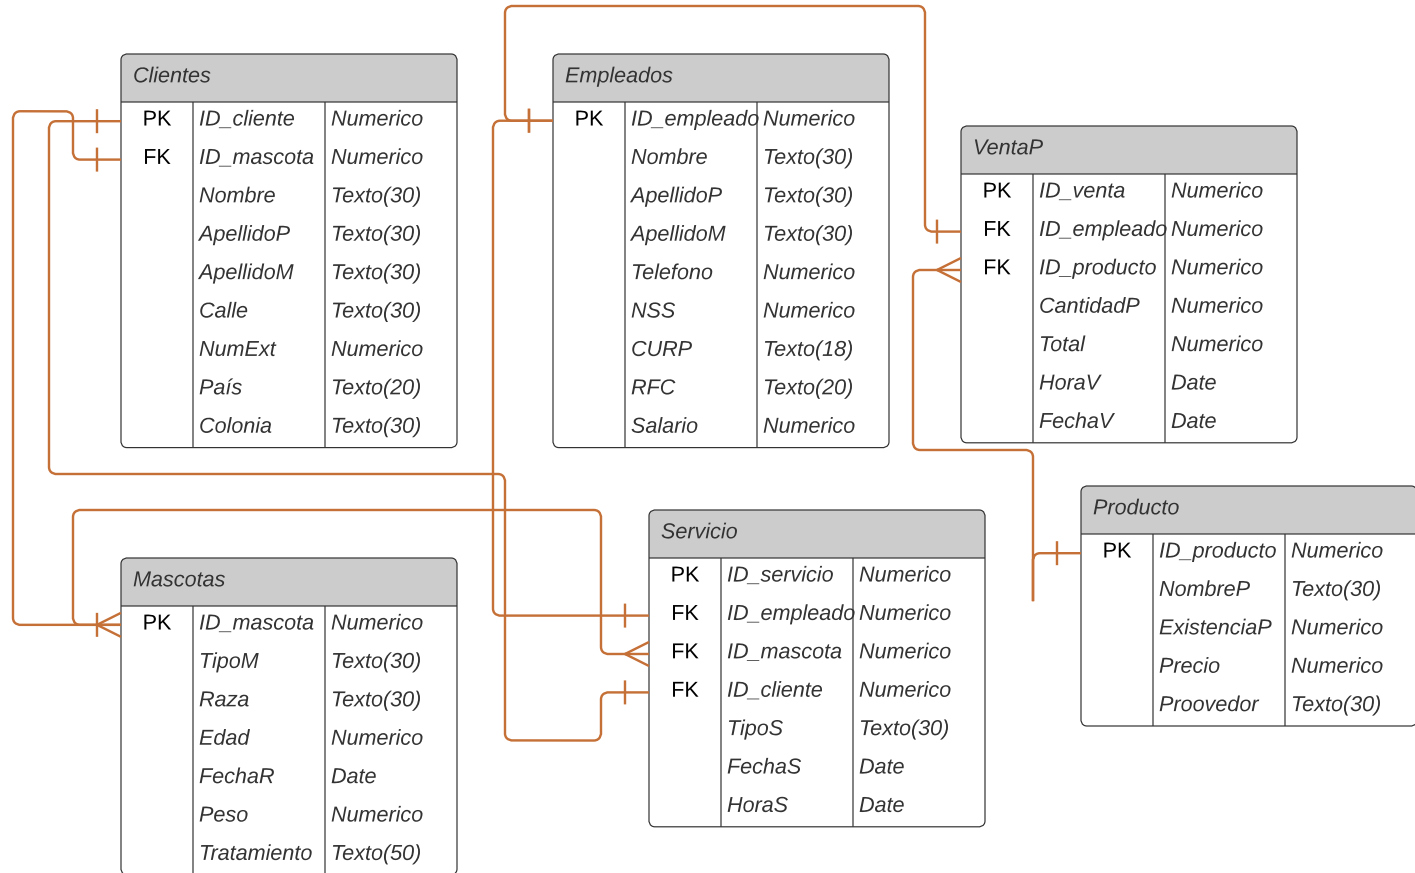 Clientes
PK ID_cliente Numerico
FK ID_mascota Numerico
Nombre Texto(30)
ApellidoP Texto(30)
ApellidoM Texto(30)
Calle Texto(30)
NumExt Numerico
País Texto(20)
Colonia Texto(30)
Empleados
PK ID_empleado Numerico
Nombre Texto(30)
ApellidoP Texto(30)
ApellidoM Texto(30)
Telefono Numerico
NSS Numerico
CURP Texto(18)
RFC Texto(20)
Salario Numerico
VentaP
PK ID_venta Numerico
FK ID_empleado Numerico
FK ID_producto Numerico
CantidadP Numerico
Total Numerico
HoraV Date
FechaV Date
Mascotas
PK ID_mascota Numerico
TipoM Texto(30)
Raza Texto(30)
Edad Numerico
FechaR Date
Peso Numerico
Tratamiento Texto(50)
Servicio
PK ID_servicio Numerico
FK ID_empleado Numerico
FK ID_mascota Numerico
FK ID_cliente Numerico
TipoS Texto(30)
FechaS Date
HoraS Date
Producto
PK ID_producto Numerico
NombreP Texto(30)
ExistenciaP Numerico
Precio Numerico
Proovedor Texto(30)